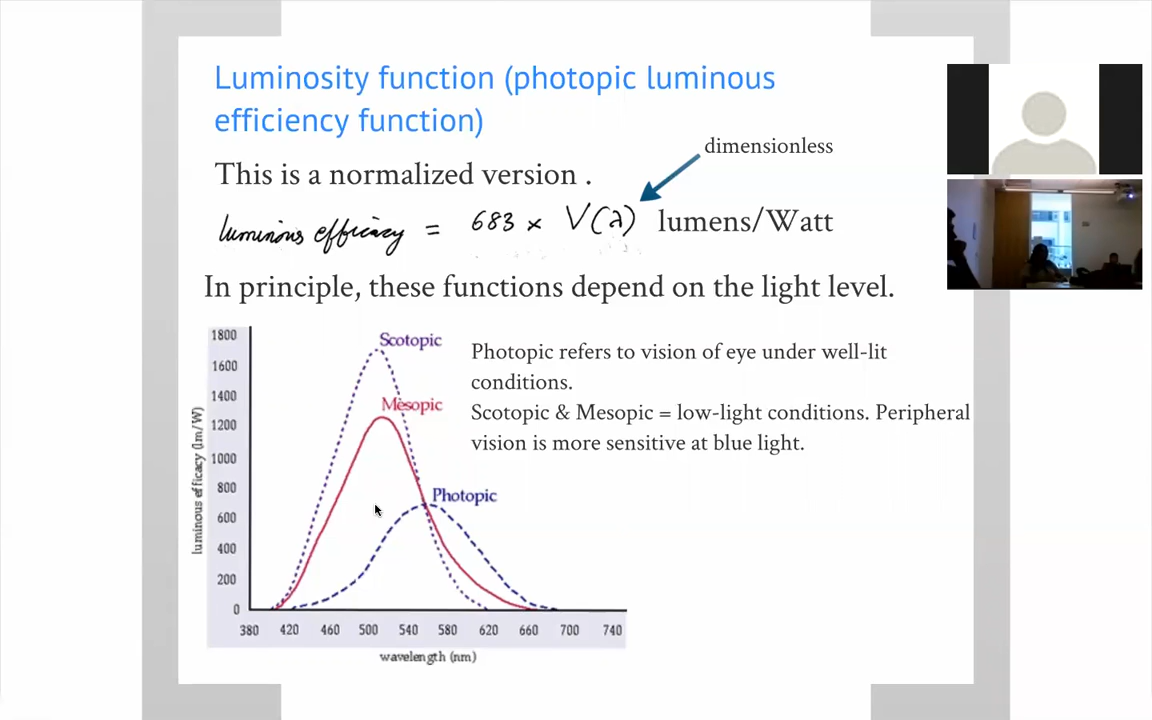 Luminosity function (photopic luminous
efficiency function)
dimensionless
This is a normalized version .
luminous efficacy = 683 × V(λ) lumens/Watt
In principle, these functions depend on the light level.
Photopic refers to vision of eye under well-lit
conditions.
Scotopic & Mesopic = low-light conditions. Peripheral
vision is more sensitive at blue light.
Scotopic
Mesopic
Photopic
luminous efficacy (lm/W)
1800
1600
1400
1200
1000
800
600
400
200
0
380 420 460 500 540 580 620 660 700 740
wavelength (nm)